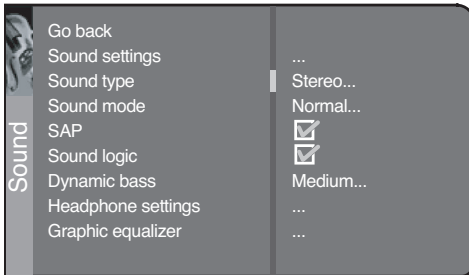 Go back
Sound settings ...
Sound type Stereo...
Sound mode Normal...
SAP
Sound logic
Dynamic bass Medium...
Headphone settings ...
Graphic equalizer ...
Sound